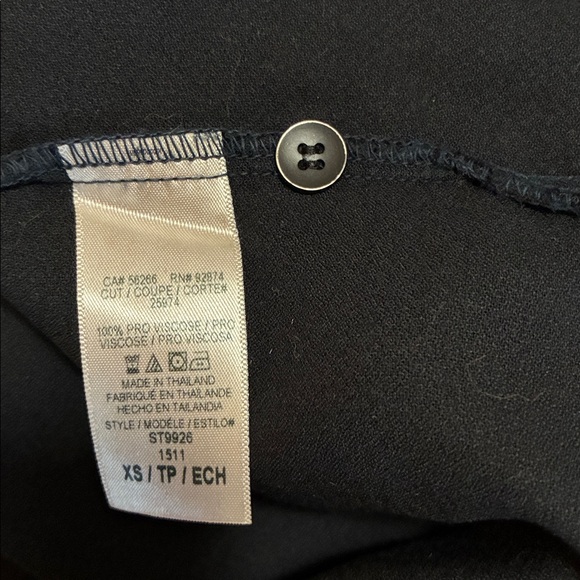 CA# 56266 RN# 92974
CUT / COUPE / CORTE#
25974
100% PRO VISCOSE / PRO
VISCOSE / PRO VISCOSA
MADE IN THAILAND
FABRIQUÉ EN THAÏLANDE
HECHO EN TAILANDIA
STYLE / MODÈLE / ESTILO#
ST9926
1511
XS / TP / ECH